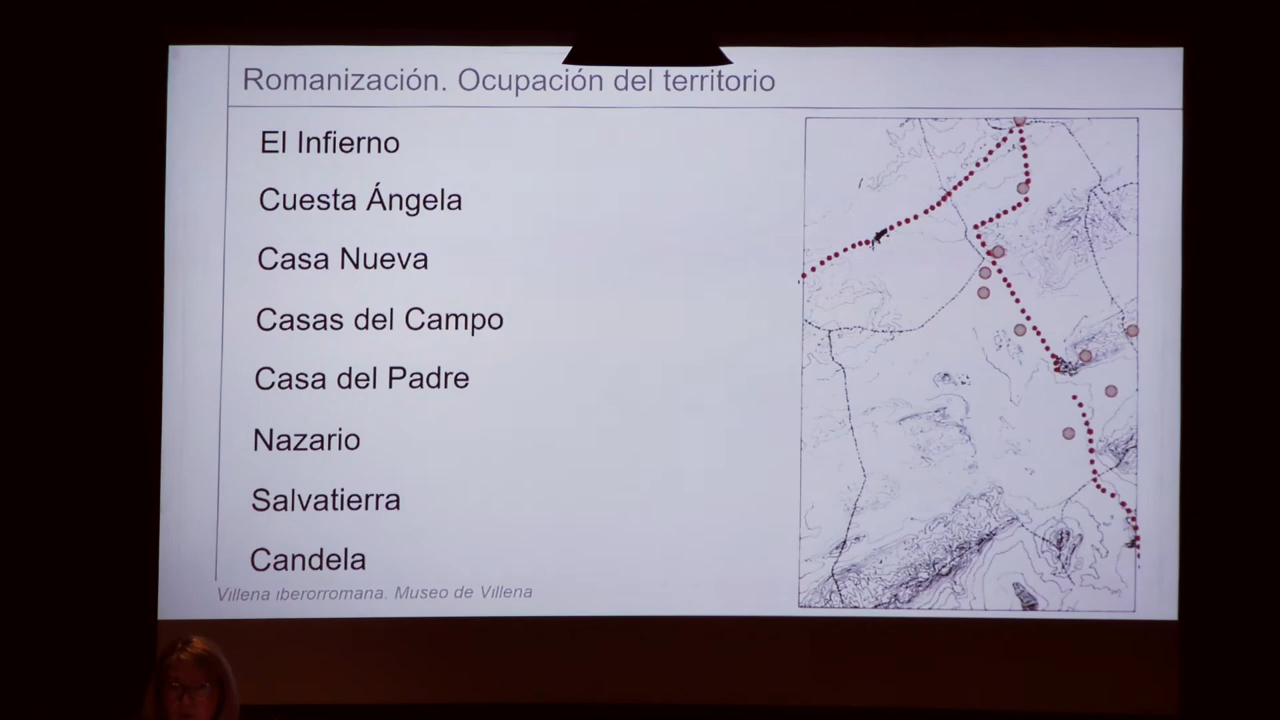 Romanización. Ocupación del territorio
El Infierno
Cuesta Ángela
Casa Nueva
Casas del Campo
Casa del Padre
Nazario
Salvatierra
Candela
Villena iberorromana. Museo de Villena